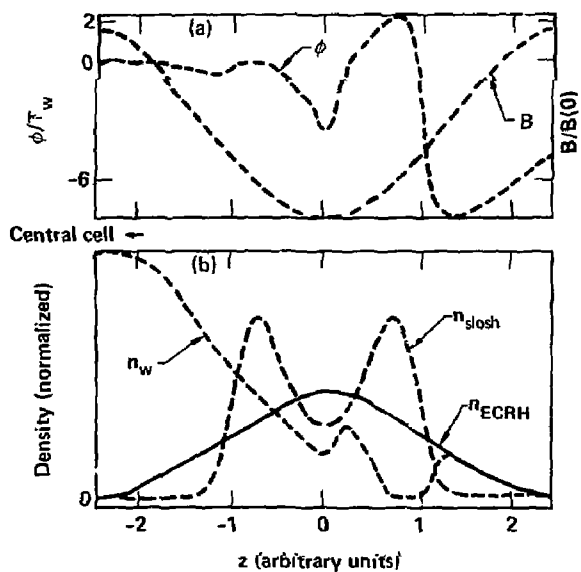 (a)
2
0
-6
ϕ/T_w
ϕ
B
20
B/B(0)
Central cell ←
(b)
n_w
n_slosh
n_ECRH
Density (normalized)
0
-2
-1
0
1
2
z (arbitrary units)